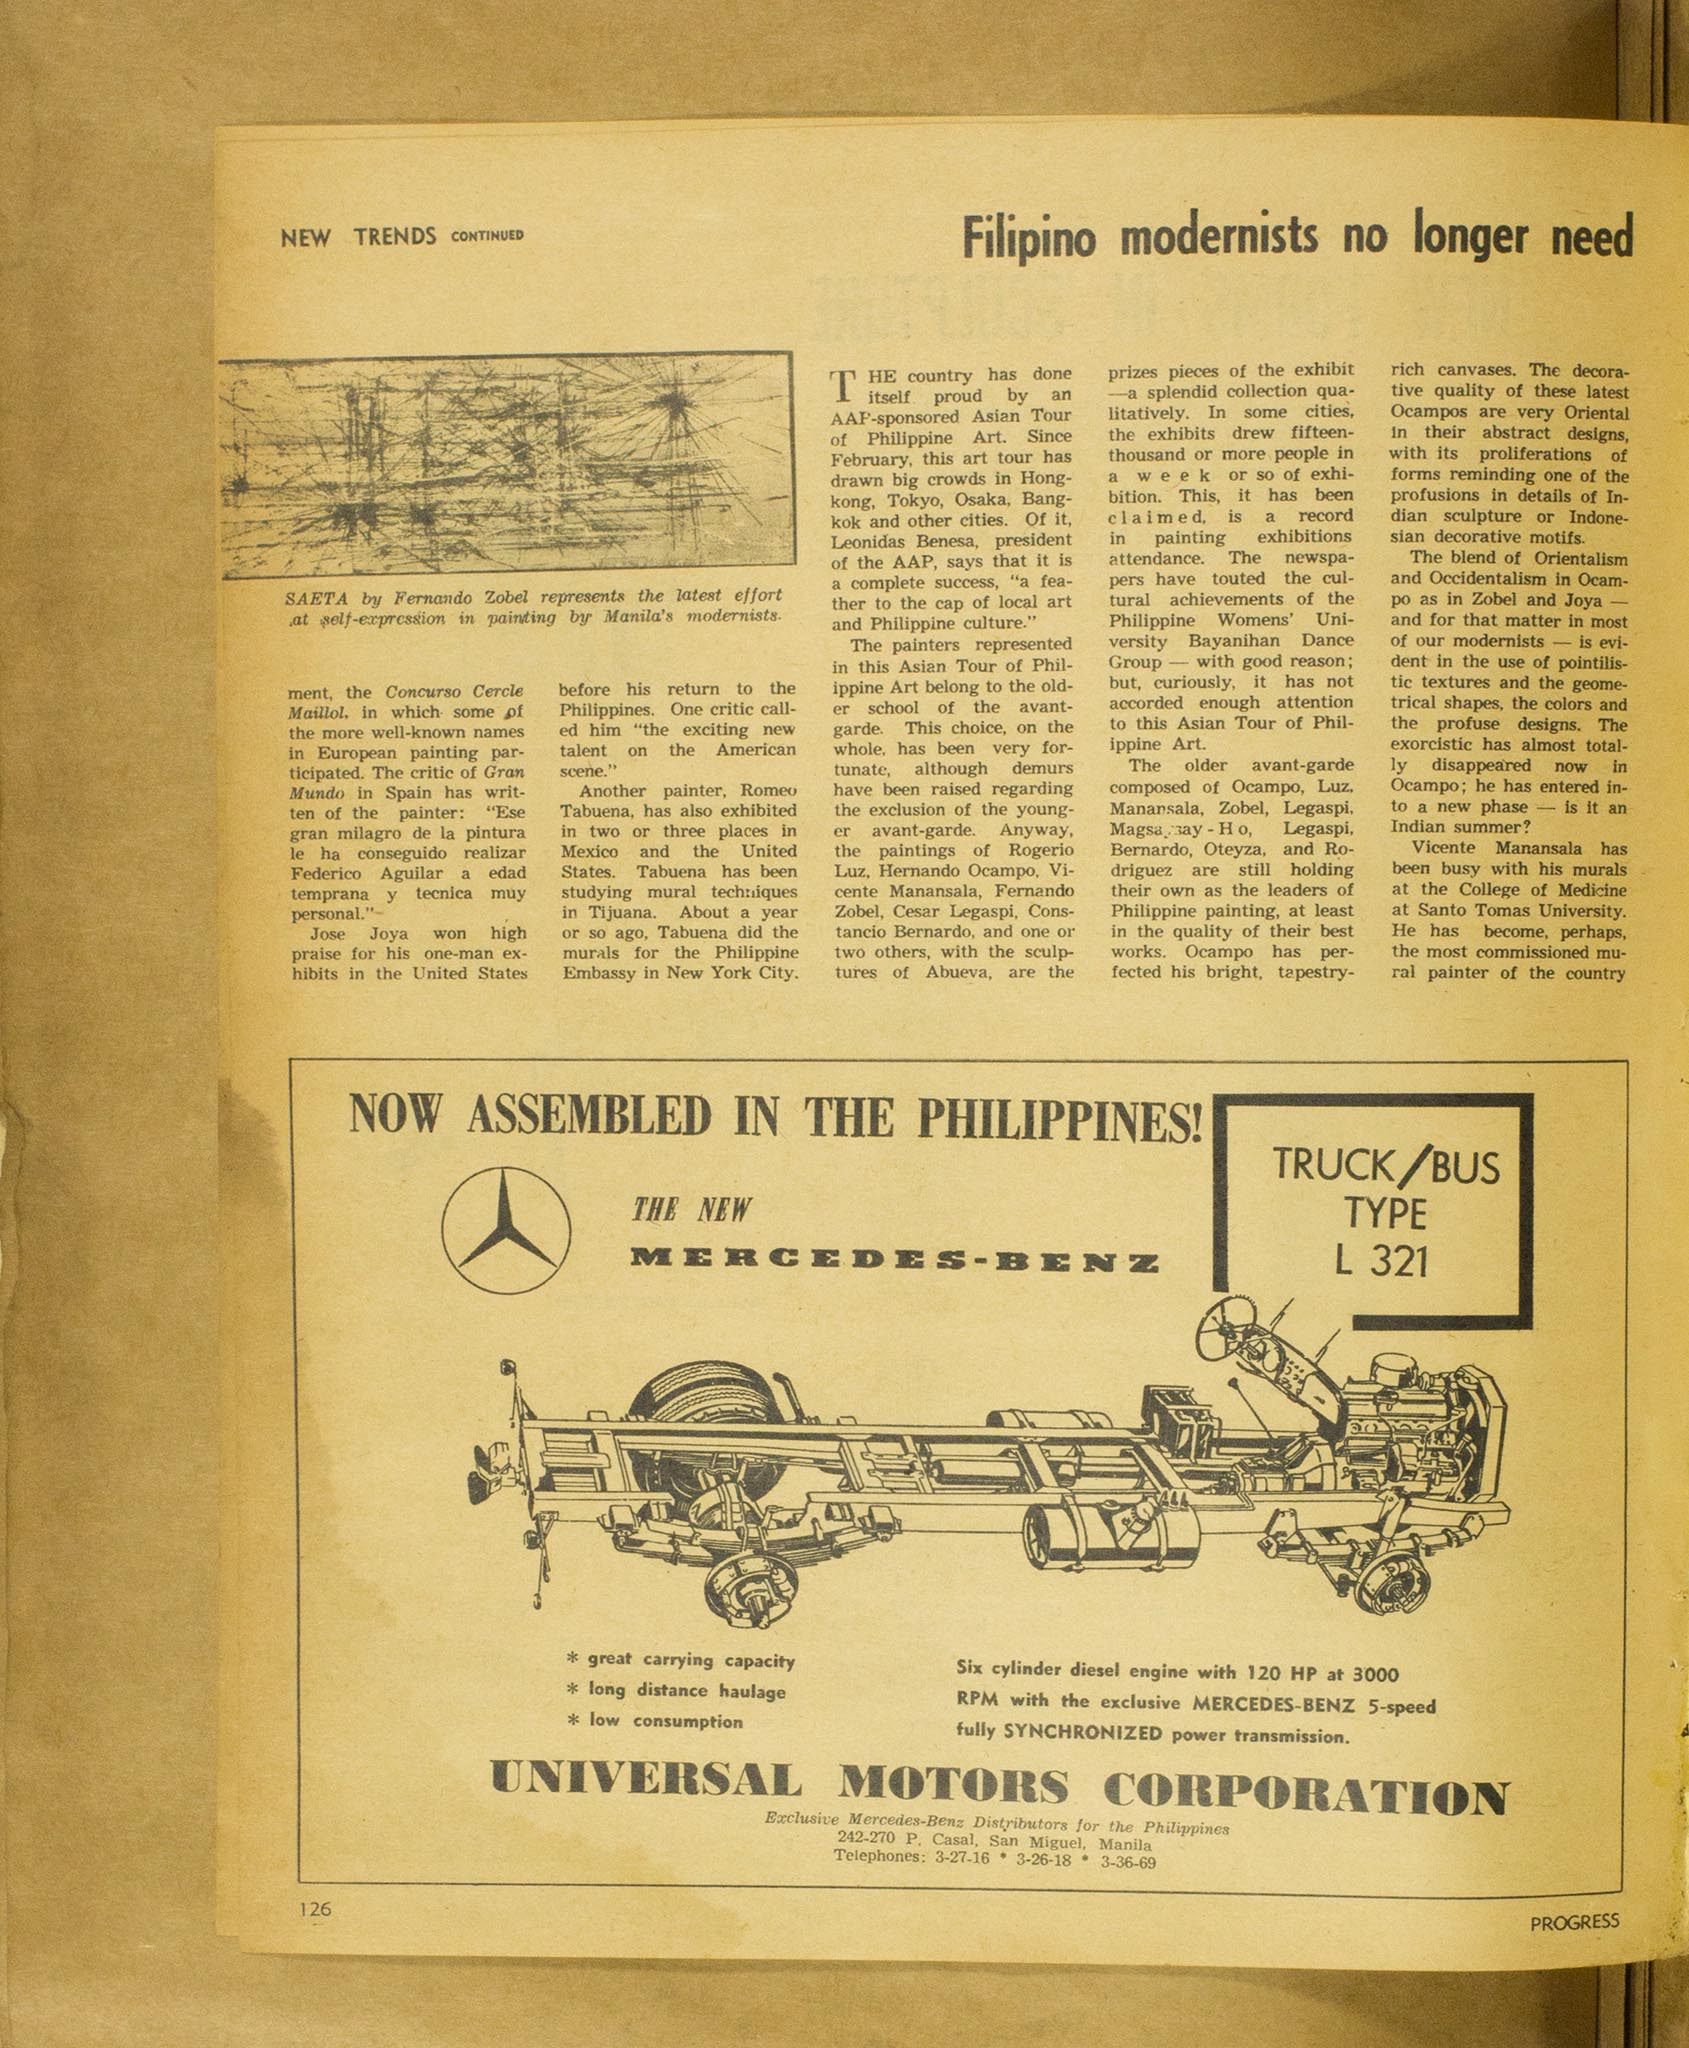 NEW TRENDS CONTINUED
Filipino modernists no longer need
SAETA by Fernando Zobel represents the latest effort
at self-expression in painting by Manila's modernists.
ment, the Concurso Cercle
Maillol, in which some of
the more well-known names
in European painting par-
ticipated. The critic of Gran
Mundo in Spain has writ-
ten of the painter: "Ese
gran milagro de la pintura
le ha conseguido realizar
Federico Aguilar a edad
temprana y tecnica muy
personal."
Jose Joya won high
praise for his one-man ex-
hibits in the United States
before his return to the
Philippines. One critic call-
ed him "the exciting new
talent on the American
scene."
Another painter, Romeo
Tabuena, has also exhibited
in two or three places in
Mexico and the United
States. Tabuena has been
studying mural techniques
in Tijuana. About a year
or so ago, Tabuena did the
murals for the Philippine
Embassy in New York City.
THE country has done
itself proud by an
AAP-sponsored Asian Tour
of Philippine Art. Since
February, this art tour has
drawn big crowds in Hong-
kong, Tokyo, Osaka, Bang-
kok and other cities. Of it,
Leonidas Benesa, president
of the AAP, says that it is
a complete success, "a fea-
ther to the cap of local art
and Philippine culture."
The painters represented
in this Asian Tour of Phil-
ippine Art belong to the old-
er school of the avant-
garde. This choice, on the
whole, has been very for-
tunate, although demurs
have been raised regarding
the exclusion of the young-
er avant-garde. Anyway,
the paintings of Rogerio
Luz, Hernando Ocampo, Vi-
cente Manansala, Fernando
Zobel, Cesar Legaspi, Cons-
tancio Bernardo, and one or
two others, with the sculp-
tures of Abueva, are the
prizes pieces of the exhibit
—a splendid collection qua-
litatively. In some cities,
the exhibits drew fifteen-
thousand or more people in
a week or so of exhi-
bition. This, it has been
claimed, is a record
in painting exhibitions
attendance. The newspa-
pers have touted the cul-
tural achievements of the
Philippine Womens' Uni-
versity Bayanihan Dance
Group — with good reason;
but, curiously, it has not
accorded enough attention
to this Asian Tour of Phil-
ippine Art.
The older avant-garde
composed of Ocampo, Luz,
Manansala, Zobel, Legaspi,
Magsaysay-Ho, Legaspi,
Bernardo, Oteyza, and Ro-
driguez are still holding
their own as the leaders of
Philippine painting, at least
in the quality of their best
works. Ocampo has per-
fected his bright, tapestry-
rich canvases. The decora-
tive quality of these latest
Ocampos are very Oriental
in their abstract designs,
with its proliferations of
forms reminding one of the
profusions in details of In-
dian sculpture or Indone-
sian decorative motifs.
The blend of Orientalism
and Occidentalism in Ocam-
po as in Zobel and Joya —
and for that matter in most
of our modernists — is evi-
dent in the use of pointilis-
tic textures and the geome-
trical shapes, the colors and
the profuse designs. The
exorcistic has almost total-
ly disappeared now in
Ocampo; he has entered in-
to a new phase — is it an
Indian summer?
Vicente Manansala has
been busy with his murals
at the College of Medicine
at Santo Tomas University.
He has become, perhaps,
the most commissioned mu-
ral painter of the country
NOW ASSEMBLED IN THE PHILIPPINES!
THE NEW
MERCEDES-BENZ
TRUCK/BUS
TYPE
L 321
* great carrying capacity
* long distance haulage
* low consumption
Six cylinder diesel engine with 120 HP at 3000
RPM with the exclusive MERCEDES-BENZ 5-speed
fully SYNCHRONIZED power transmission.
UNIVERSAL MOTORS CORPORATION
Exclusive Mercedes-Benz Distributors for the Philippines
242-270 P. Casal, San Miguel, Manila
Telephones: 3-27-16 * 3-26-18 * 3-36-69
126
PROGRESS